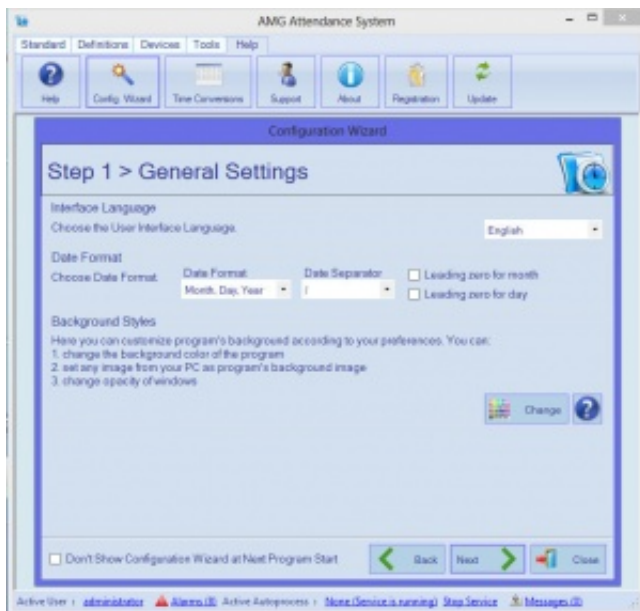 AMG Attendance System
Standard Definitions Devices Tools Help
Help Config. Wizard Time Conversions Support About Registration Update
Configuration Wizard
Step 1 > General Settings
Interface Language
Choose the User Interface Language. English
Date Format
Choose Date Format. Date Format Date Separator Leading zero for month
Month, Day, Year / Leading zero for day
Background Styles
Here you can customize program's background according to your preferences. You can:
1. change the background color of the program
2. set any image from your PC as program's background image
3. change opacity of windows
Change
Don't Show Configuration Wizard at Next Program Start Back Next Close
Active User : administrator Alarms (8) Active Autoprocess : None (Service is running) Stop Service Messages (0)